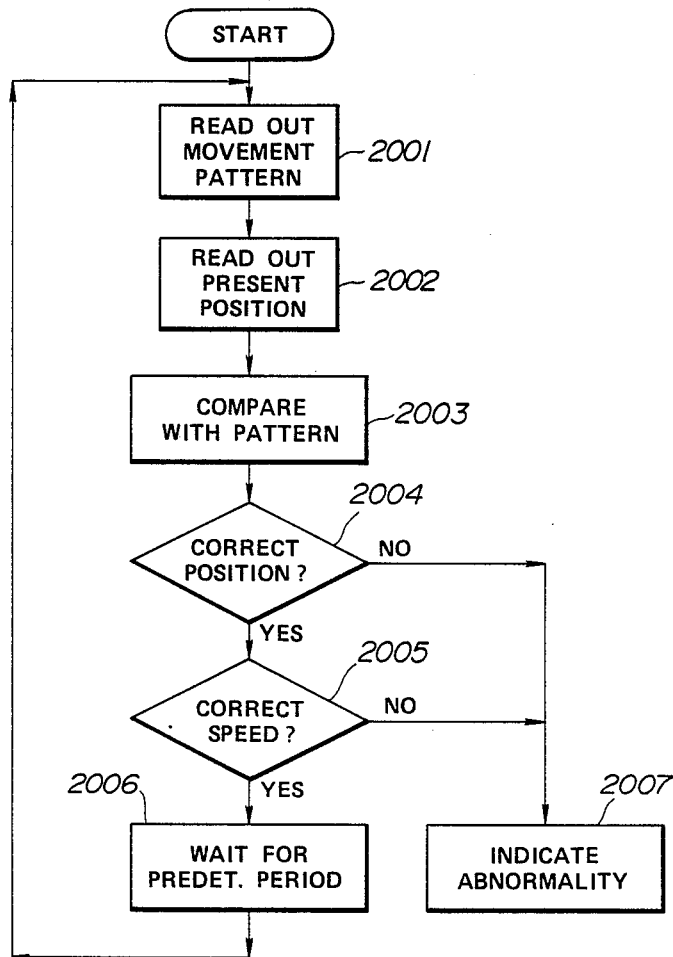 START
READ OUT
MOVEMENT
PATTERN
2001
READ OUT
PRESENT
POSITION
2002
COMPARE
WITH PATTERN
2003
2004
CORRECT
POSITION ?
NO
YES
2005
CORRECT
SPEED ?
NO
YES
2006
WAIT FOR
PREDET. PERIOD
2007
INDICATE
ABNORMALITY